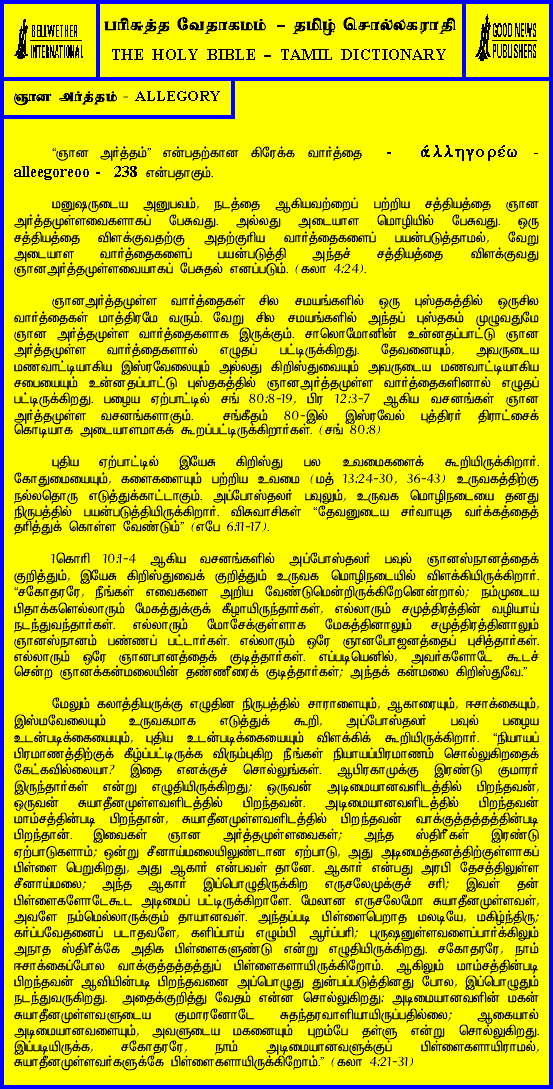 BELLWETHER
INTERNATIONAL
பரிசுத்த வேதாகமம் – தமிழ் சொல்லகராதி
THE HOLY BIBLE – TAMIL DICTIONARY
GOOD NEWS
PUBLISHERS
ஞான அர்த்தம் - ALLEGORY
“ஞான அர்த்தம்” என்பதற்கான கிரேக்க வார்த்தை - άλληγορέω -
alleegoreoo - 238 என்பதாகும்.
மனுஷருடைய அனுபவம், நடத்தை ஆகியவற்றைப் பற்றிய சத்தியத்தை ஞான
அர்த்தமுள்ளவைகளாகப் பேசுவது. அல்லது அடையாள மொழியில் பேசுவது. ஒரு
சத்தியத்தை விளக்குவதற்கு அதற்குரிய வார்த்தைகளைப் பயன்படுத்தாமல், வேறு
அடையாள வார்த்தைகளைப் பயன்படுத்தி அந்தச் சத்தியத்தை விளக்குவது
ஞானஅர்த்தமுள்ளவையாகப் பேசுதல் எனப்படும். (கலா 4:24).
ஞானஅர்த்தமுள்ள வார்த்தைகள் சில சமயங்களில் ஒரு புஸ்தகத்தில் ஒருசில
வார்த்தைகள் மாத்திரமே வரும். வேறு சில சமயங்களில் அந்தப் புஸ்தகம் முழுவதுமே
ஞான அர்த்தமுள்ள வார்த்தைகளாக இருக்கும். சாலொமோனின் உன்னதப்பாட்டு ஞான
அர்த்தமுள்ள வார்த்தைகளால் எழுதப் பட்டிருக்கிறது. தேவனையும், அவருடைய
மணவாட்டியாகிய இஸ்ரவேலையும் அல்லது கிறிஸ்துவையும் அவருடைய மணவாட்டியாகிய
சபையையும் உன்னதப்பாட்டு புஸ்தகத்தில் ஞானஅர்த்தமுள்ள வார்த்தைகளினால் எழுதப்
பட்டிருக்கிறது. பழைய ஏற்பாட்டில் சங் 80:8-19, பிர 12:3-7 ஆகிய வசனங்கள் ஞான
அர்த்தமுள்ள வசனங்களாகும். சங்கீதம் 80-இல் இஸ்ரவேல் புத்திரர் திராட்சைக்
கொடியாக அடையாளமாகக் கூறப்பட்டிருக்கிறார்கள். (சங் 80:8)
புதிய ஏற்பாட்டில் இயேசு கிறிஸ்து பல உவமைகளைக் கூறியிருக்கிறார்.
கோதுமையையும், களைகளையும் பற்றிய உவமை (மத் 13:24-30, 36-43) உருவகத்திற்கு
நல்லதொரு எடுத்துக்காட்டாகும். அப்போஸ்தலர் பவுலும், உருவக மொழிநடையை தனது
நிருபத்தில் பயன்படுத்தியிருக்கிறார். விசுவாசிகள் “தேவனுடைய சர்வாயுத வர்க்கத்தைத்
தரித்துக் கொள்ள வேண்டும்” (எபே 6:11-17).
1கொரி 10:1-4 ஆகிய வசனங்களில் அப்போஸ்தலர் பவுல் ஞானஸ்நானத்தைக்
குறித்தும், இயேசு கிறிஸ்துவைக் குறித்தும் உருவக மொழிநடையில் விளக்கியிருக்கிறார்.
“சகோதரரே, நீங்கள் எவைகளை அறிய வேண்டுமென்றிருக்கிறேனென்றால்; நம்முடைய
பிதாக்களெல்லாரும் மேகத்துக்குக் கீழாயிருந்தார்கள், எல்லாரும் சமுத்திரத்தின் வழியாய்
நடந்துவந்தார்கள். எல்லாரும் மோசேக்குள்ளாக மேகத்தினாலும் சமுத்திரத்தினாலும்
ஞானஸ்நானம் பண்ணப் பட்டார்கள். எல்லாரும் ஒரே ஞானபோஜனத்தைப் புசித்தார்கள்.
எல்லாரும் ஒரே ஞானபானத்தைக் குடித்தார்கள். எப்படியெனில், அவர்களோடே கூடச்
சென்ற ஞானக்கன்மலையின் தண்ணீரைக் குடித்தார்கள்; அந்தக் கன்மலை கிறிஸ்துவே.”
மேலும் கலாத்தியருக்கு எழுதின நிருபத்தில் சாராளையும், ஆகாரையும், ஈசாக்கையும்,
இஸ்மவேலையும் உருவகமாக எடுத்துக் கூறி, அப்போஸ்தலர் பவுல் பழைய
உடன்படிக்கையையும், புதிய உடன்படிக்கையையும் விளக்கிக் கூறியிருக்கிறார். “நியாயப்
பிரமாணத்திற்குக் கீழ்ப்பட்டிருக்க விரும்புகிற நீங்கள் நியாயப்பிரமாணம் சொல்லுகிறதைக்
கேட்கவில்லையா? இதை எனக்குச் சொல்லுங்கள். ஆபிரகாமுக்கு இரண்டு குமாரர்
இருந்தார்கள் என்று எழுதியிருக்கிறது; ஒருவன் அடிமையானவளிடத்தில் பிறந்தவன்,
ஒருவன் சுயாதீனமுள்ளவளிடத்தில் பிறந்தவன். அடிமையானவளிடத்தில் பிறந்தவன்
மாம்சத்தின்படி பிறந்தான், சுயாதீனமுள்ளவளிடத்தில் பிறந்தவன் வாக்குத்தத்தத்தின்படி
பிறந்தான். இவைகள் ஞான அர்த்தமுள்ளவைகள்; அந்த ஸ்திரீகள் இரண்டு
ஏற்பாடுகளாம்; ஒன்று சீனாய்மலையிலுண்டான ஏற்பாடு, அது அடிமைத்தனத்திற்குள்ளாகப்
பிள்ளை பெறுகிறது, அது ஆகார் என்பவள் தானே. ஆகார் என்பது அரபி தேசத்திலுள்ள
சீனாய்மலை; அந்த ஆகார் இப்பொழுதிருக்கிற எருசலேமுக்குச் சரி; இவள் தன்
பிள்ளைகளோடேகூட அடிமைப் பட்டிருக்கிறாளே. மேலான எருசலேமோ சுயாதீனமுள்ளவள்,
அவளே நம்மெல்லாருக்கும் தாயானவள். அந்தப்படி பிள்ளைபெறாத மலடியே, மகிழ்ந்திரு;
கர்ப்பவேதனைப் படாதவளே, களிப்பாய் எழும்பி ஆர்ப்பரி; புருஷனுள்ளவளைப்பார்க்கிலும்
அநாத ஸ்திரீக்கே அதிக பிள்ளைகளுண்டு என்று எழுதியிருக்கிறது. சகோதரரே, நாம்
ஈசாக்கைப்போல வாக்குத்தத்தத்துப் பிள்ளைகளாயிருக்கிறோம். ஆகிலும் மாம்சத்தின்படி
பிறந்தவன் ஆவியின்படி பிறந்தவனை அப்பொழுது துன்பப்படுத்தினது போல, இப்பொழுதும்
நடந்துவருகிறது. அதைக்குறித்து வேதம் என்ன சொல்லுகிறது: அடிமையானவளின் மகன்
சுயாதீனமுள்ளவளுடைய குமாரனோடே சுதந்தரவாளியாயிருப்பதில்லை; ஆகையால்
அடிமையானவளையும், அவளுடைய மகனையும் புறம்பே தள்ளு என்று சொல்லுகிறது.
இப்படியிருக்க, சகோதரரே, நாம் அடிமையானவளுக்குப் பிள்ளைகளாயிராமல்,
சுயாதீனமுள்ளவளுக்கே பிள்ளைகளாயிருக்கிறோம்.” (கலா 4:21-31)